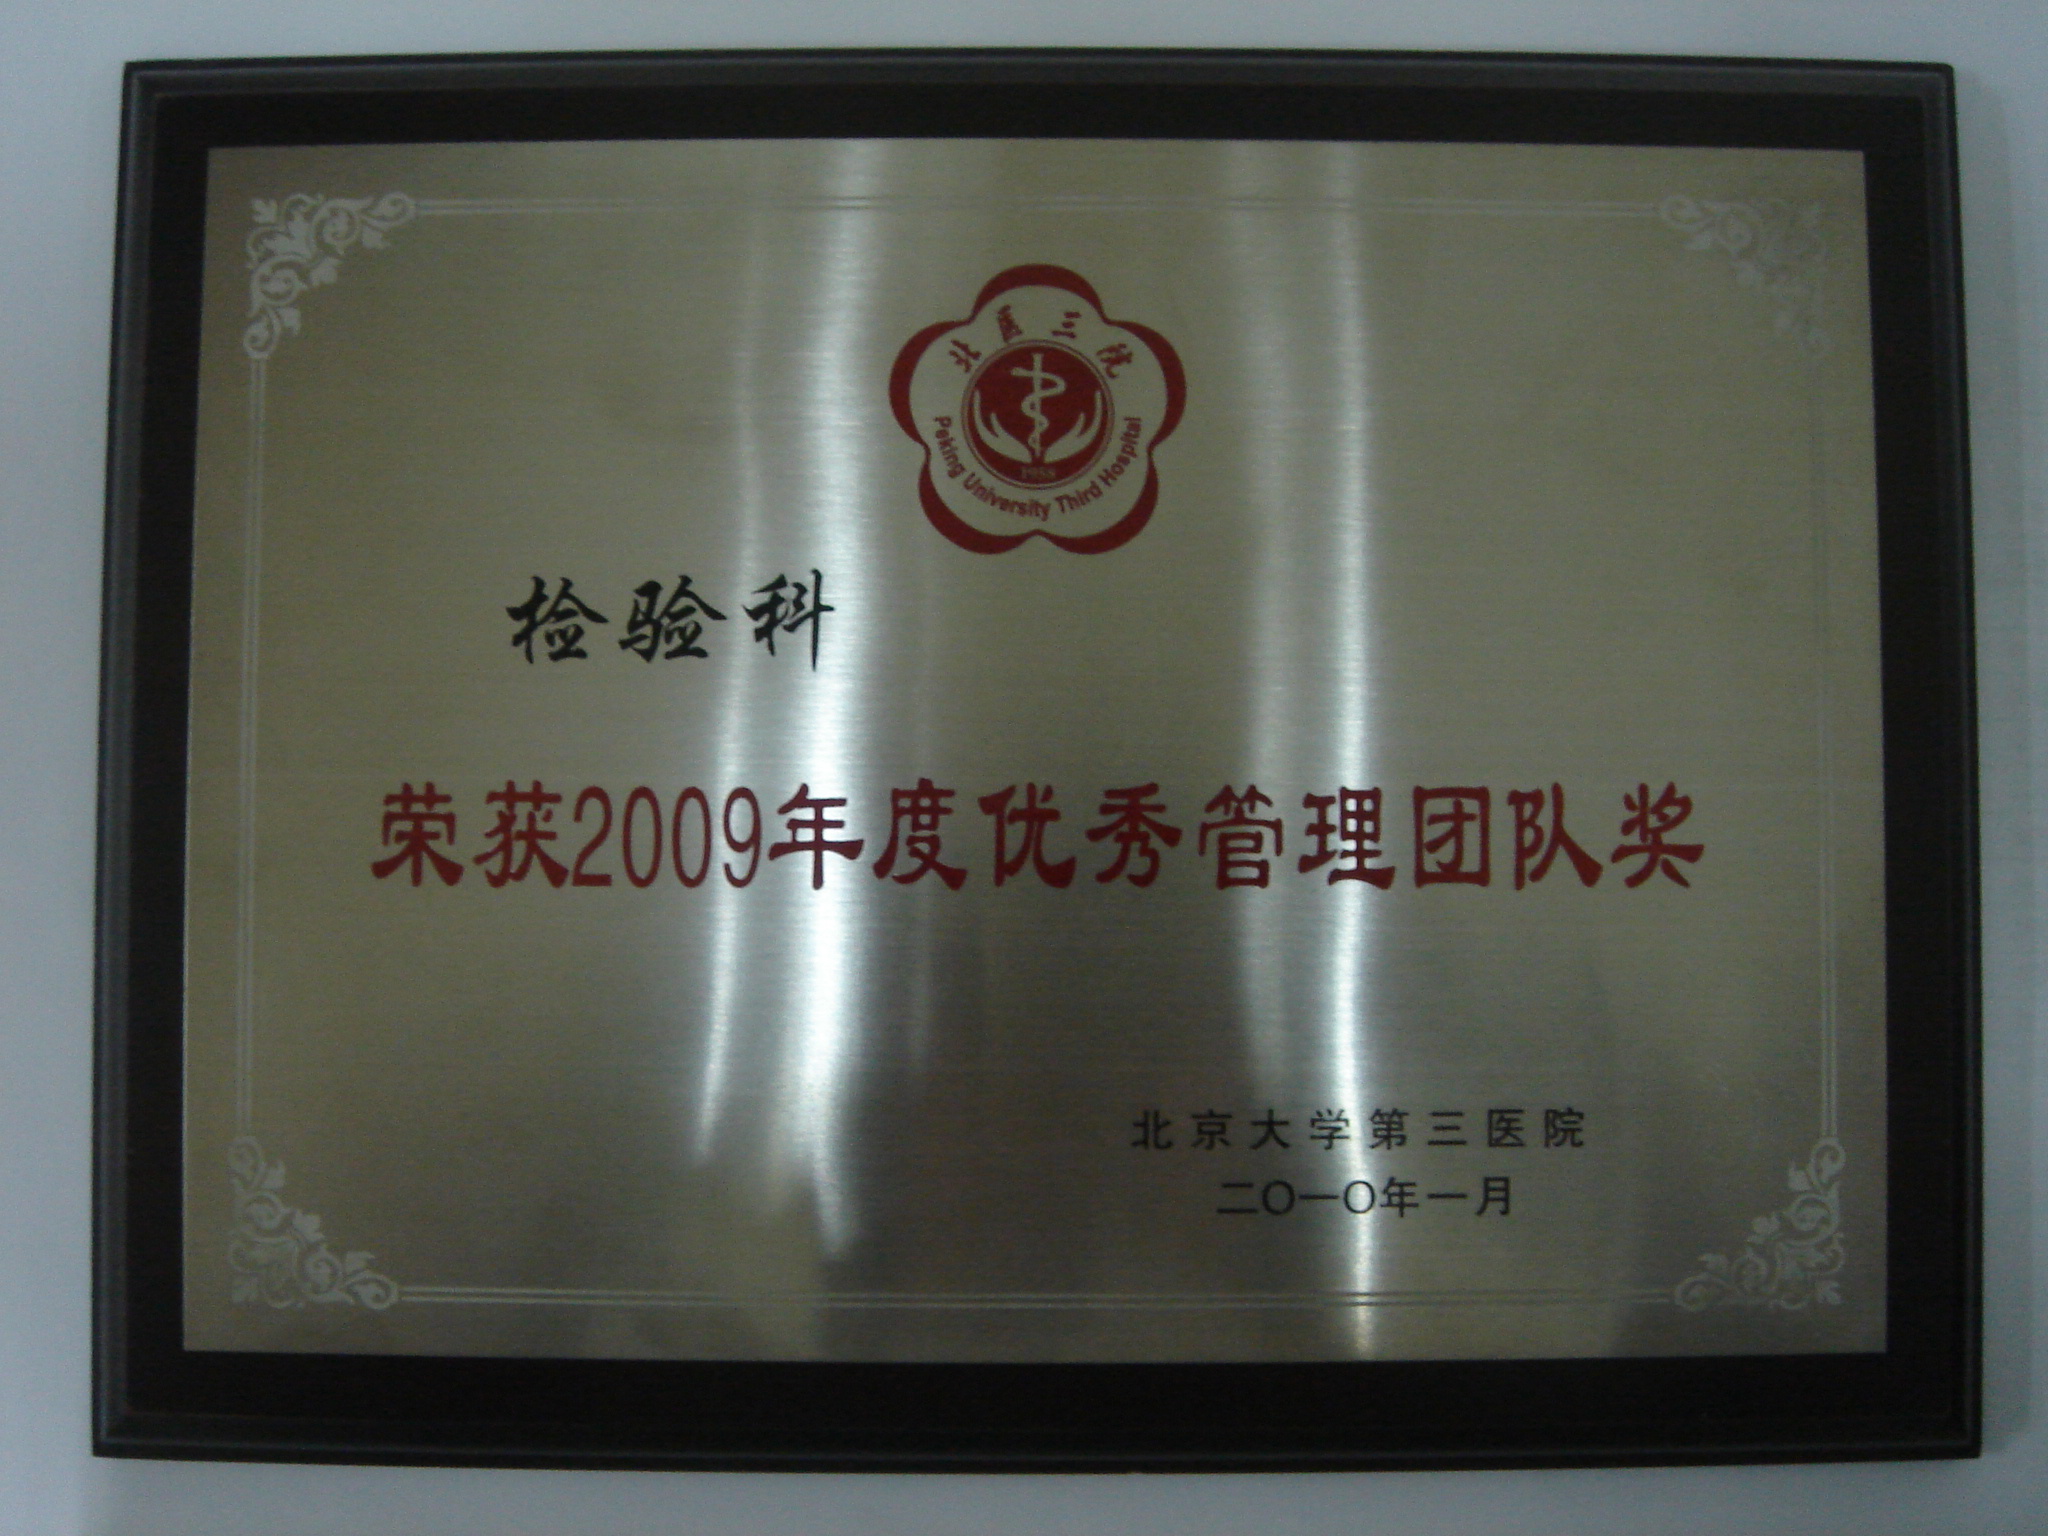 北医三院
1958
Peking University Third Hospital
检验科
荣获2009年度优秀管理团队奖
北京大学第三医院
二〇一〇年一月